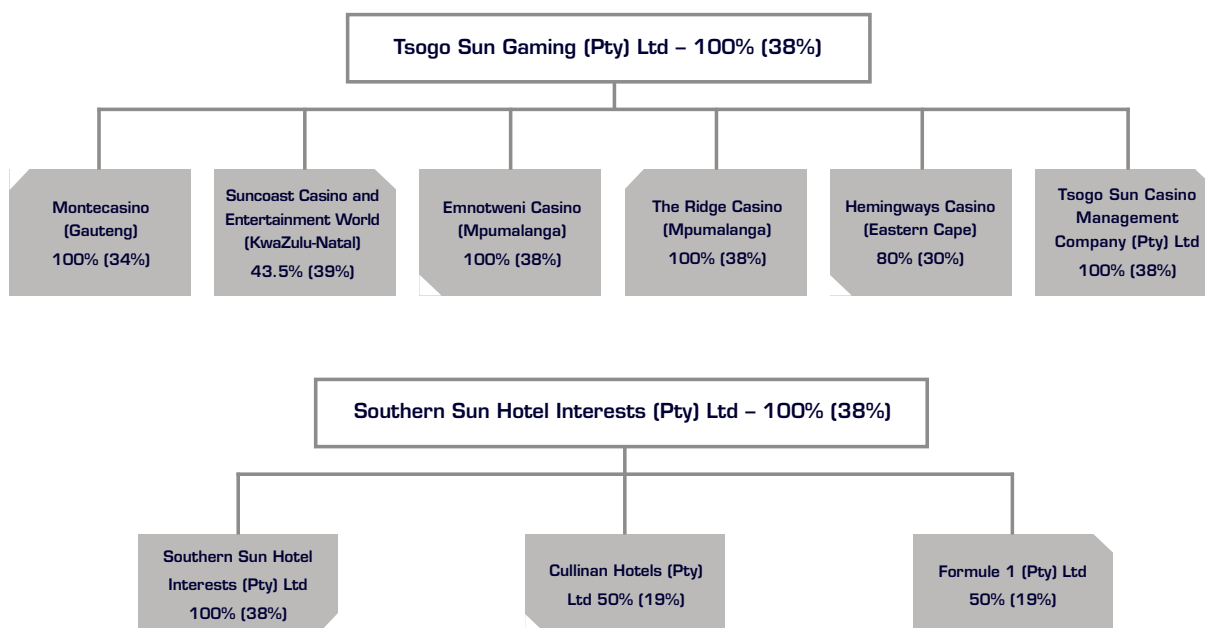 Tsogo Sun Gaming (Pty) Ltd – 100% (38%)
Montecasino
(Gauteng)
100% (34%)
Suncoast Casino and
Entertainment World
(KwaZulu-Natal)
43.5% (39%)
Emnotweni Casino
(Mpumalanga)
100% (38%)
The Ridge Casino
(Mpumalanga)
100% (38%)
Hemingways Casino
(Eastern Cape)
80% (30%)
Tsogo Sun Casino
Management
Company (Pty) Ltd
100% (38%)
Southern Sun Hotel Interests (Pty) Ltd – 100% (38%)
Southern Sun Hotel
Interests (Pty) Ltd
100% (38%)
Cullinan Hotels (Pty)
Ltd 50% (19%)
Formule 1 (Pty) Ltd
50% (19%)